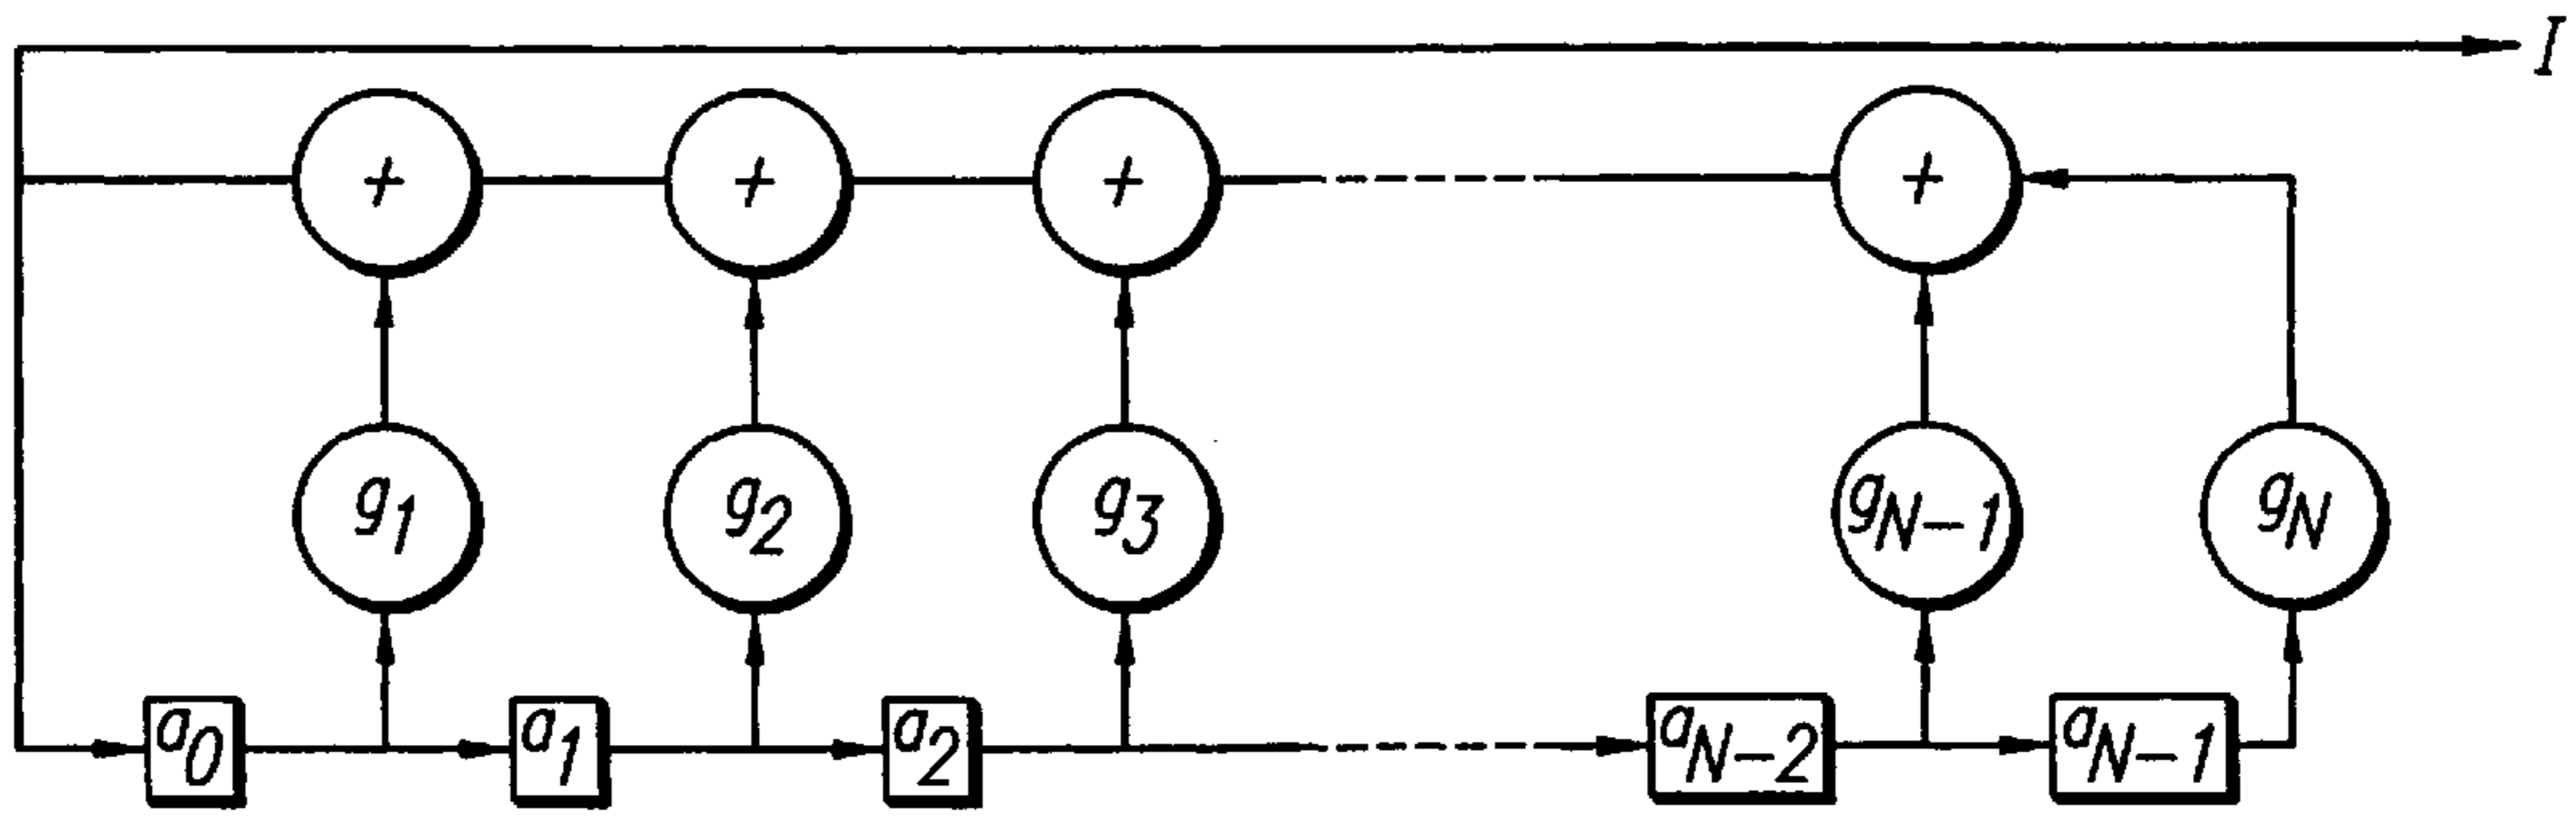 I
+ + + +
g1 g2 g3 gN-1 gN
a0 a1 a2 aN-2 aN-1